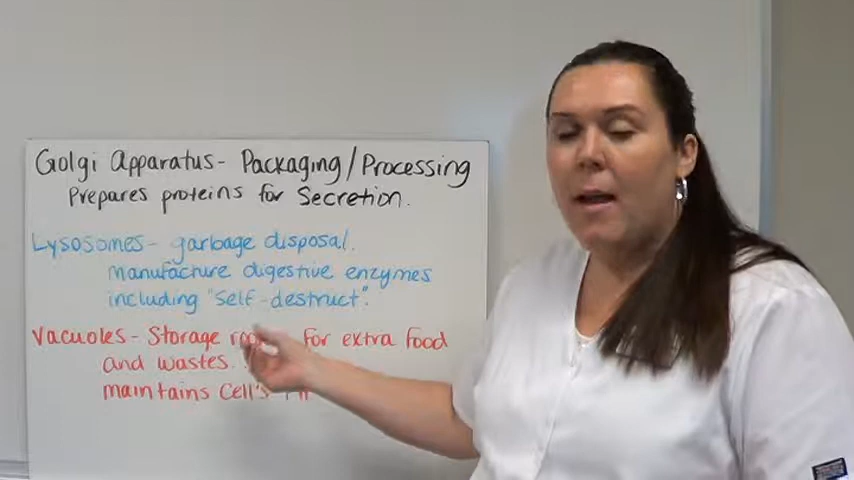 Golgi Apparatus - Packaging/Processing
Prepares proteins for Secretion.
Lysosomes - garbage disposal.
manufacture digestive enzymes
including "self-destruct".
Vacuoles - Storage for extra food
and wastes.
maintains Cell's